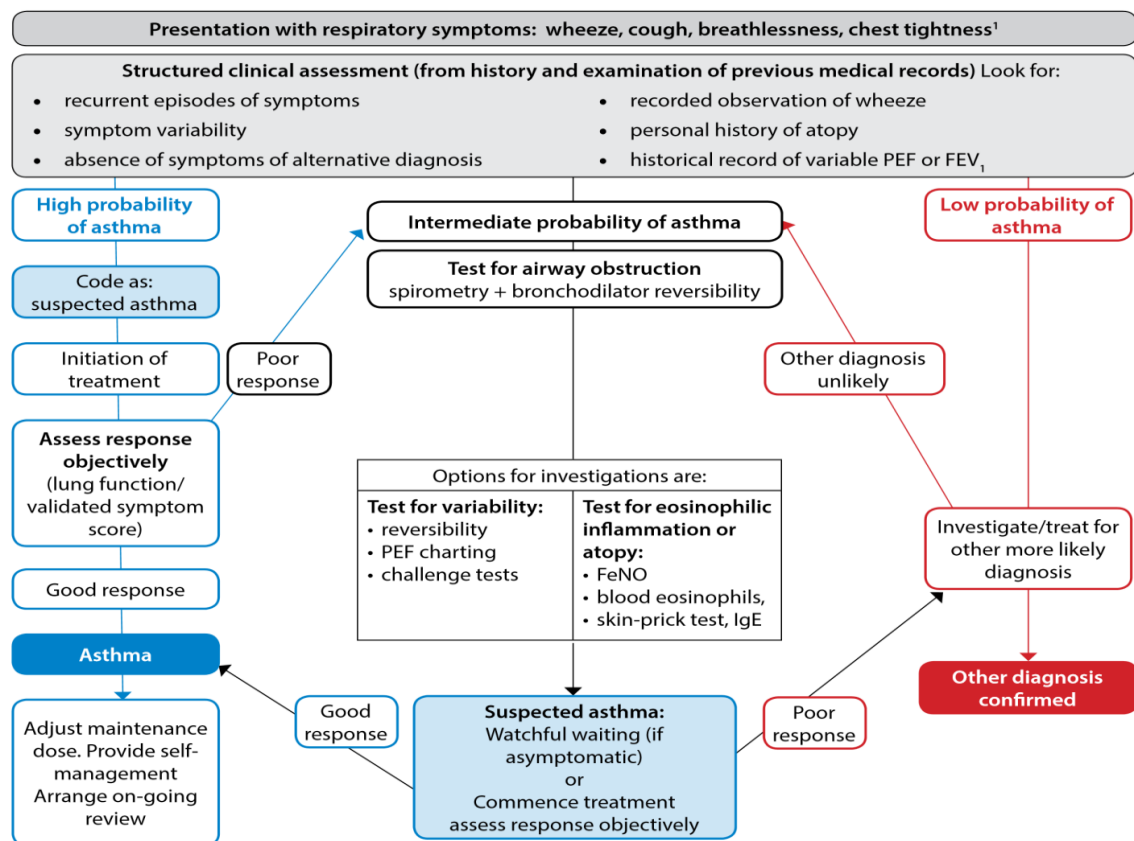 Presentation with respiratory symptoms: wheeze, cough, breathlessness, chest tightness¹
Structured clinical assessment (from history and examination of previous medical records) Look for:
• recurrent episodes of symptoms
• symptom variability
• absence of symptoms of alternative diagnosis
• recorded observation of wheeze
• personal history of atopy
• historical record of variable PEF or FEV₁
High probability
of asthma
Code as:
suspected asthma
Initiation of
treatment
Assess response
objectively
(lung function/
validated symptom
score)
Good response
Asthma
Adjust maintenance
dose. Provide self-
management
Arrange on-going
review
Poor
response
Intermediate probability of asthma
Test for airway obstruction
spirometry + bronchodilator reversibility
Options for investigations are:
Test for variability:
• reversibility
• PEF charting
• challenge tests
Test for eosinophilic
inflammation or
atopy:
• FeNO
• blood eosinophils,
• skin-prick test, IgE
Good
response
Suspected asthma:
Watchful waiting (if
asymptomatic)
or
Commence treatment
assess response objectively
Poor
response
Low probability of
asthma
Other diagnosis
unlikely
Investigate/treat for
other more likely
diagnosis
Other diagnosis
confirmed